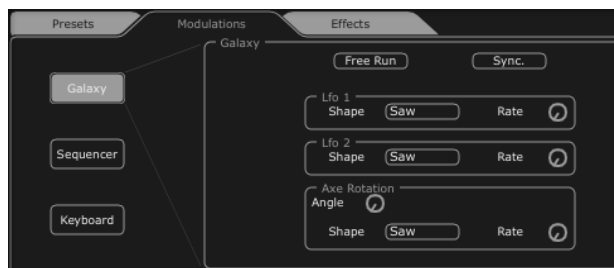 Presets Modulations Effects
Galaxy
Free Run Sync.
Galaxy
Lfo 1
Shape Saw Rate
Lfo 2
Sequencer Shape Saw Rate
Axe Rotation
Angle
Keyboard
Shape Saw Rate